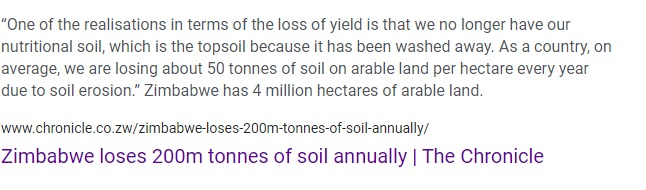 “One of the realisations in terms of the loss of yield is that we no longer have our
nutritional soil, which is the topsoil because it has been washed away. As a country, on
average, we are losing about 50 tonnes of soil on arable land per hectare every year
due to soil erosion.” Zimbabwe has 4 million hectares of arable land.
www.chronicle.co.zw/zimbabwe-loses-200m-tonnes-of-soil-annually/
Zimbabwe loses 200m tonnes of soil annually | The Chronicle